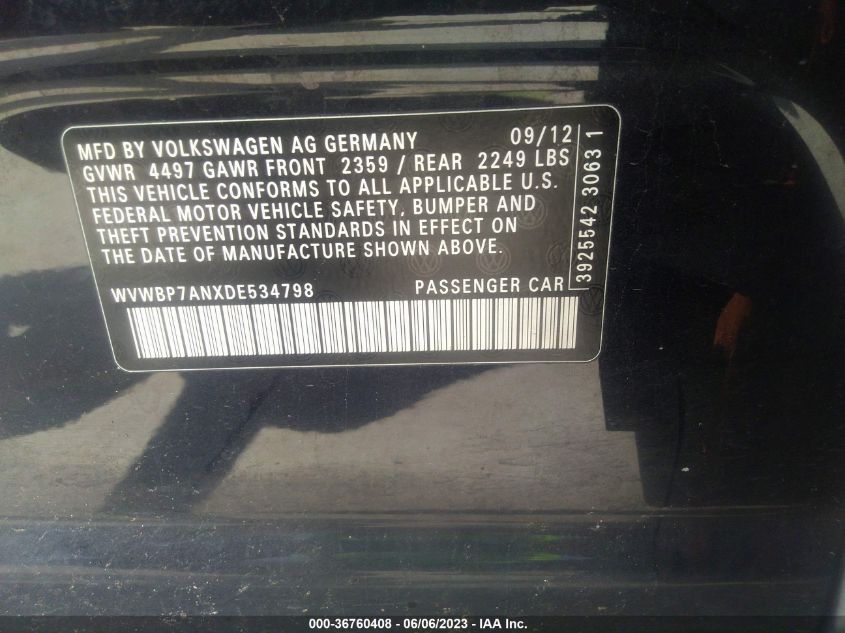 MFD BY VOLKSWAGEN AG GERMANY 09/12
GVWR 4497 GAWR FRONT 2359 / REAR 2249 LBS
THIS VEHICLE CONFORMS TO ALL APPLICABLE U.S.
FEDERAL MOTOR VEHICLE SAFETY, BUMPER AND
THEFT PREVENTION STANDARDS IN EFFECT ON
THE DATE OF MANUFACTURE SHOWN ABOVE.
WVWBP7ANXDE534798 PASSENGER CAR
3925542 3063 1
000-36760408 - 06/06/2023 - IAA Inc.